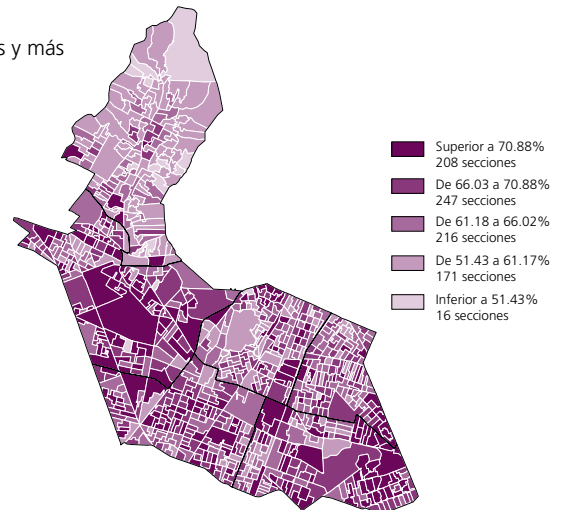 s y más
Superior a 70.88%
208 secciones
De 66.03 a 70.88%
247 secciones
De 61.18 a 66.02%
216 secciones
De 51.43 a 61.17%
171 secciones
Inferior a 51.43%
16 secciones